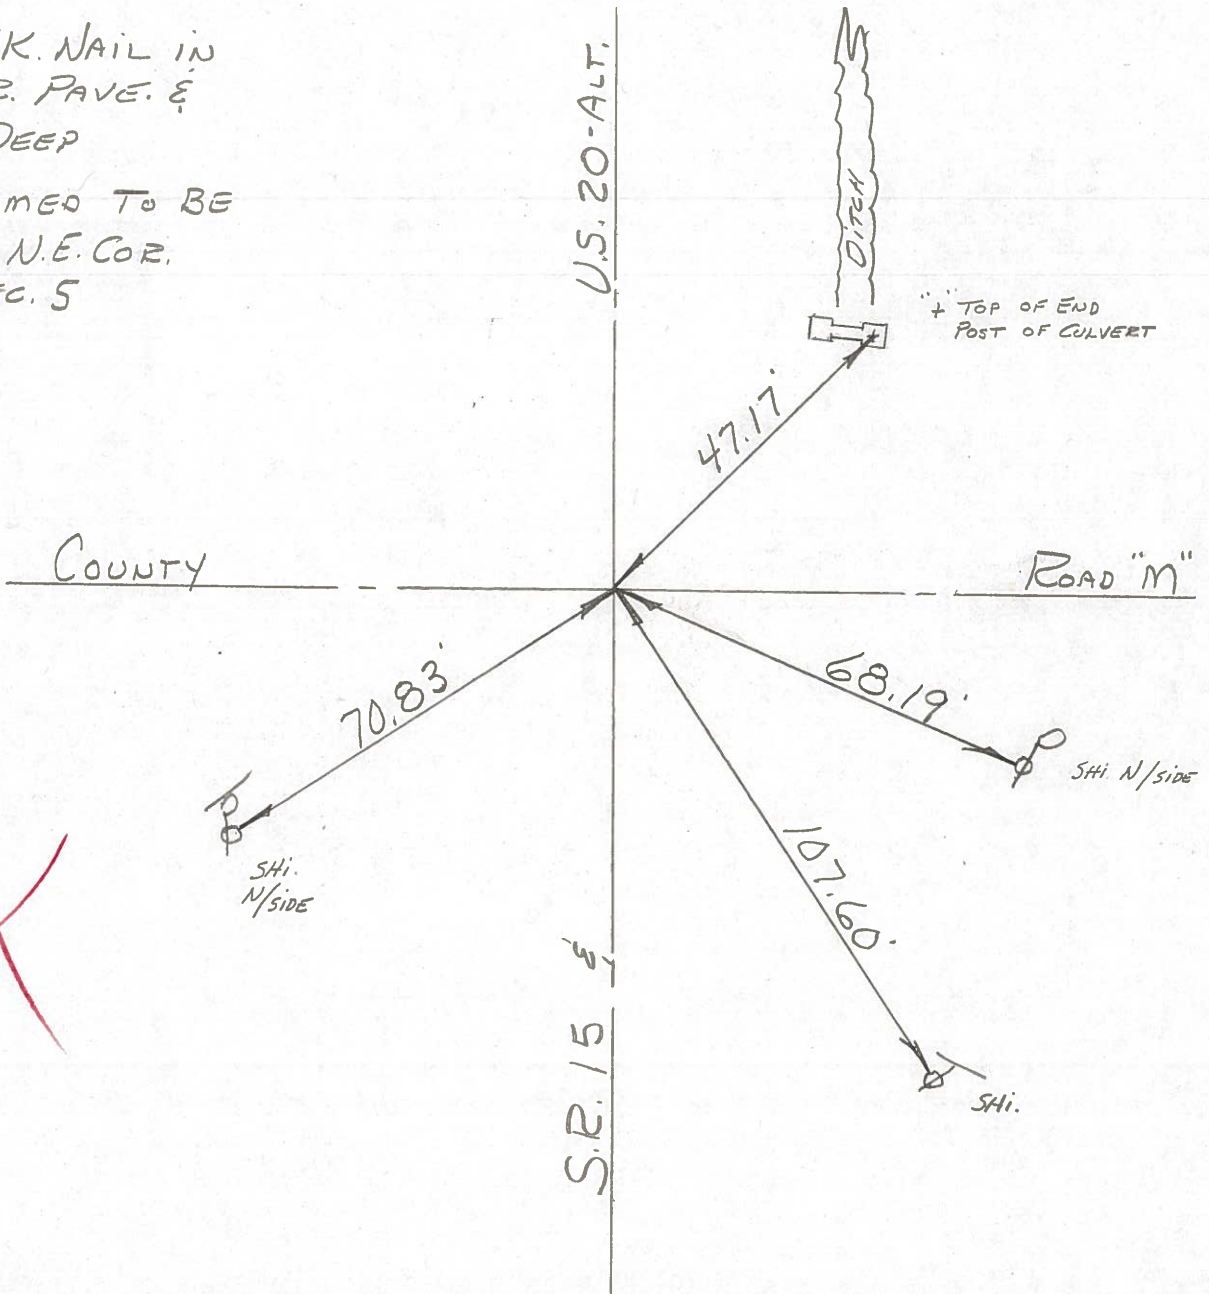 K. NAIL IN
R. PAVE. &
DEEP
MED TO BE
N.E. COR.
C. 5
U.S. 20-ALT.
DITCH
"+" TOP OF END
POST OF CULVERT
47.17'
COUNTY
ROAD "M"
70.83'
68.19'
SHI. N/SIDE
SHI.
N/SIDE
107.60'
S.R. 15 &
SHI.